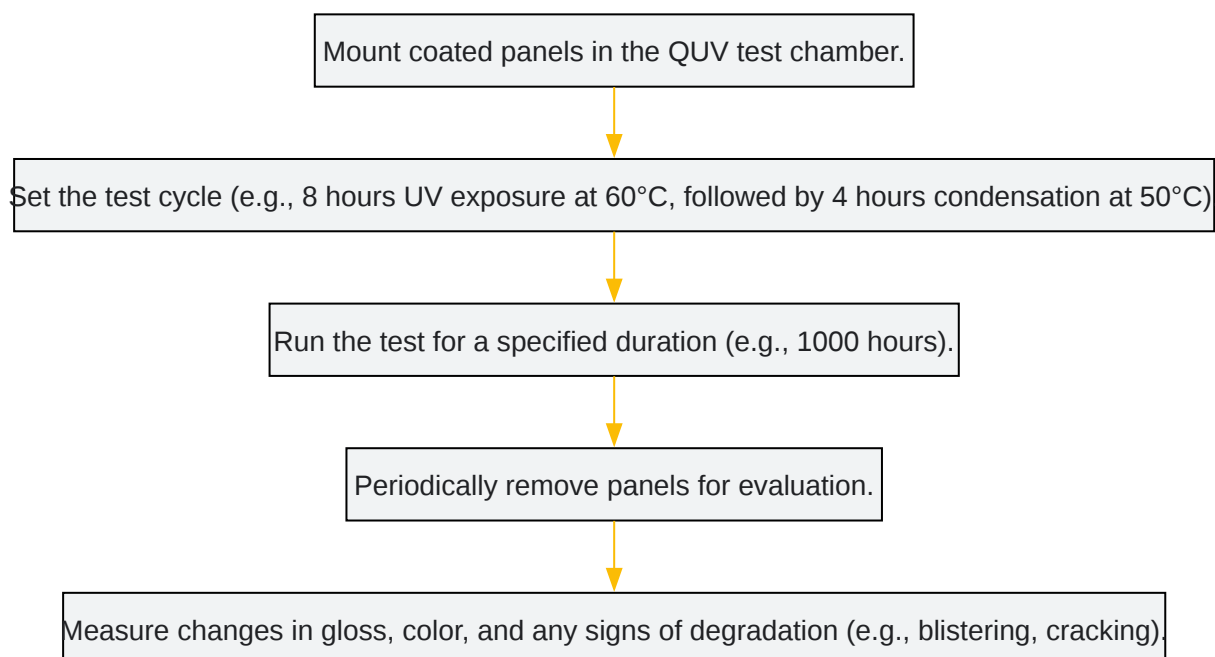 Mount coated panels in the QUV test chamber.
Set the test cycle (e.g., 8 hours UV exposure at 60°C, followed by 4 hours condensation at 50°C)
Run the test for a specified duration (e.g., 1000 hours).
Periodically remove panels for evaluation.
Measure changes in gloss, color, and any signs of degradation (e.g., blistering, cracking).